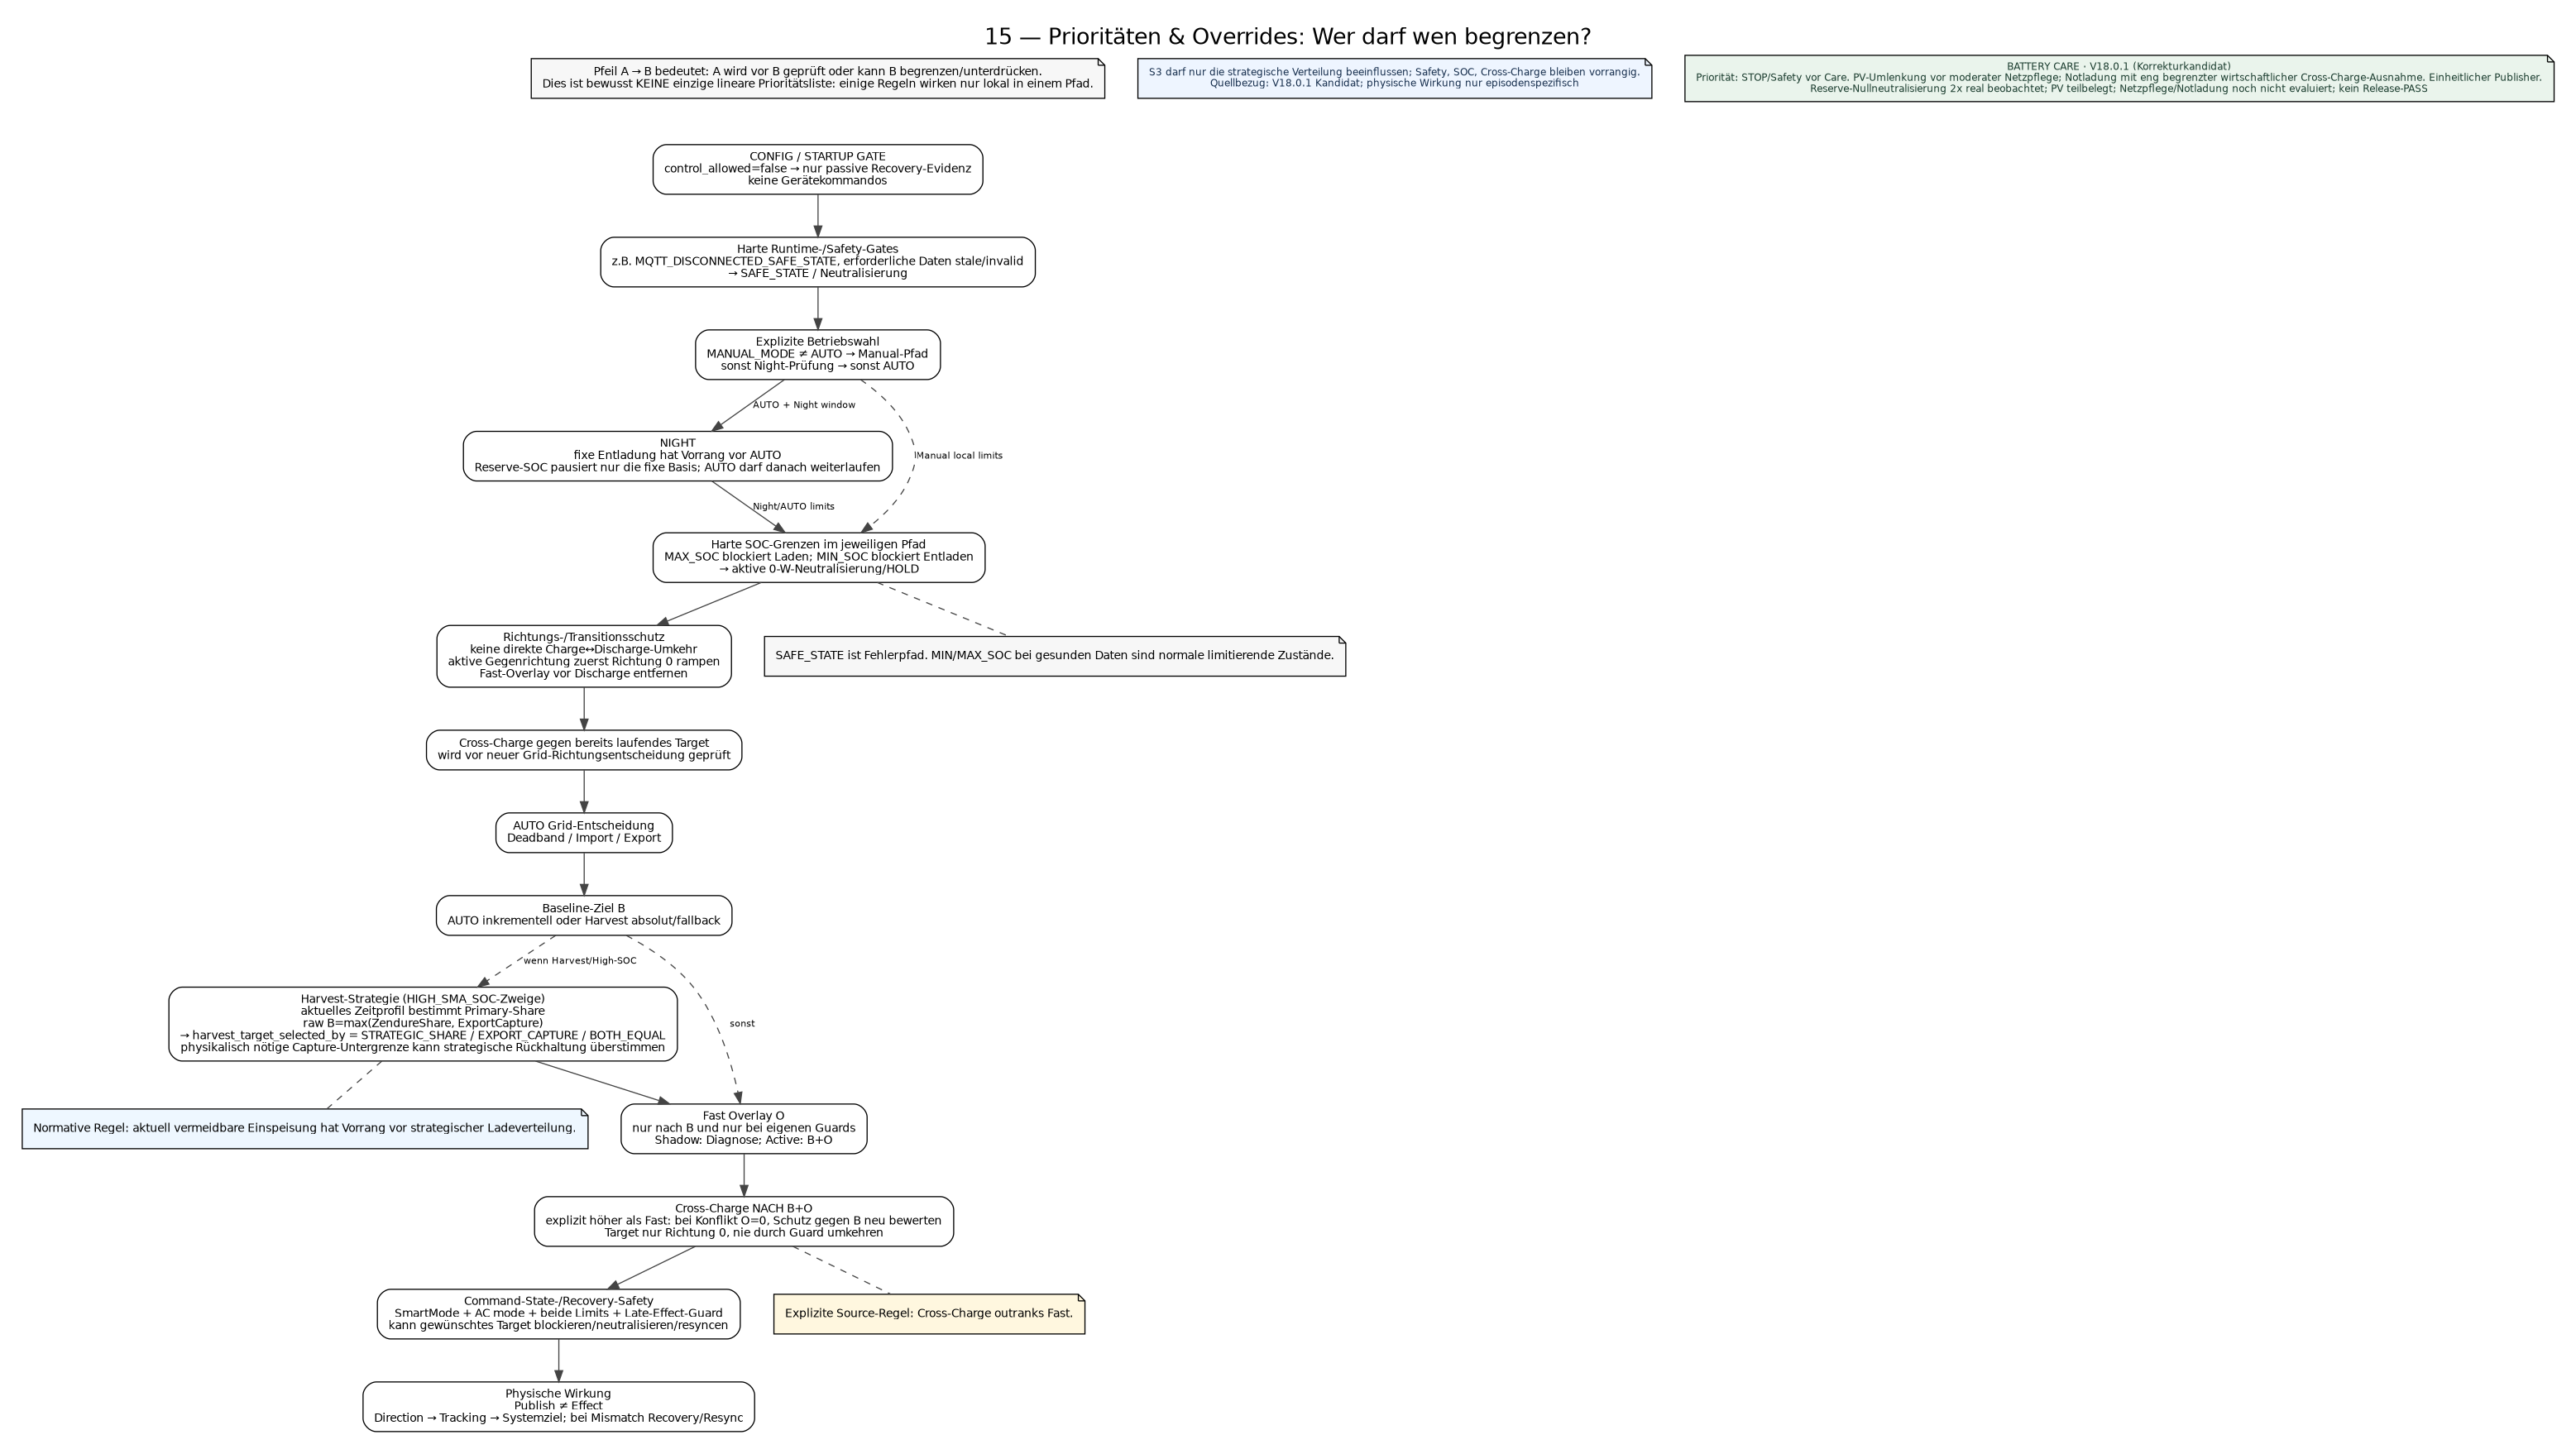 15 — Prioritäten & Overrides: Wer darf wen begrenzen?
Pfeil A → B bedeutet: A wird vor B geprüft oder kann B begrenzen/unterdrücken.
Dies ist bewusst KEINE einzige lineare Prioritätsliste: einige Regeln wirken nur lokal in einem Pfad.
S3 darf nur die strategische Verteilung beeinflussen; Safety, SOC, Cross-Charge bleiben vorrangig.
Quellbezug: V18.0.1 Kandidat; physische Wirkung nur episodenspezifisch
BATTERY CARE · V18.0.1 (Korrekturkandidat)
Priorität: STOP/Safety vor Care. PV-Umlenkung vor moderater Netzpflege; Notladung mit eng begrenzter wirtschaftlicher Cross-Charge-Ausnahme. Einheitlicher Publisher.
Reserve-Nullneutralisierung 2x real beobachtet; PV teilbelegt; Netzpflege/Notladung noch nicht evaluiert; kein Release-PASS
CONFIG / STARTUP GATE
control_allowed=false → nur passive Recovery-Evidenz
keine Gerätekommandos
Harte Runtime-/Safety-Gates
z.B. MQTT_DISCONNECTED_SAFE_STATE, erforderliche Daten stale/invalid
→ SAFE_STATE / Neutralisierung
Explizite Betriebswahl
MANUAL_MODE ≠ AUTO → Manual-Pfad
sonst Night-Prüfung → sonst AUTO
AUTO + Night window
NIGHT
fixe Entladung hat Vorrang vor AUTO
Reserve-SOC pausiert nur die fixe Basis; AUTO darf danach weiterlaufen
Manual local limits
Night/AUTO limits
Harte SOC-Grenzen im jeweiligen Pfad
MAX_SOC blockiert Laden; MIN_SOC blockiert Entladen
→ aktive 0-W-Neutralisierung/HOLD
Richtungs-/Transitionsschutz
keine direkte Charge↔Discharge-Umkehr
aktive Gegenrichtung zuerst Richtung 0 rampen
Fast-Overlay vor Discharge entfernen
SAFE_STATE ist Fehlerpfad. MIN/MAX_SOC bei gesunden Daten sind normale limitierende Zustände.
Cross-Charge gegen bereits laufendes Target
wird vor neuer Grid-Richtungsentscheidung geprüft
AUTO Grid-Entscheidung
Deadband / Import / Export
Baseline-Ziel B
AUTO inkrementell oder Harvest absolut/fallback
wenn Harvest/High-SOC
Harvest-Strategie (HIGH_SMA_SOC-Zweige)
aktuelles Zeitprofil bestimmt Primary-Share
raw B=max(ZendureShare, ExportCapture)
→ harvest_target_selected_by = STRATEGIC_SHARE / EXPORT_CAPTURE / BOTH_EQUAL
physikalisch nötige Capture-Untergrenze kann strategische Rückhaltung überstimmen
sonst
Normative Regel: aktuell vermeidbare Einspeisung hat Vorrang vor strategischer Ladeverteilung.
Fast Overlay O
nur nach B und nur bei eigenen Guards
Shadow: Diagnose; Active: B+O
Cross-Charge NACH B+O
explizit höher als Fast: bei Konflikt O=0, Schutz gegen B neu bewerten
Target nur Richtung 0, nie durch Guard umkehren
Command-State-/Recovery-Safety
SmartMode + AC mode + beide Limits + Late-Effect-Guard
kann gewünschtes Target blockieren/neutralisieren/resyncen
Explizite Source-Regel: Cross-Charge outranks Fast.
Physische Wirkung
Publish ≠ Effect
Direction → Tracking → Systemziel; bei Mismatch Recovery/Resync